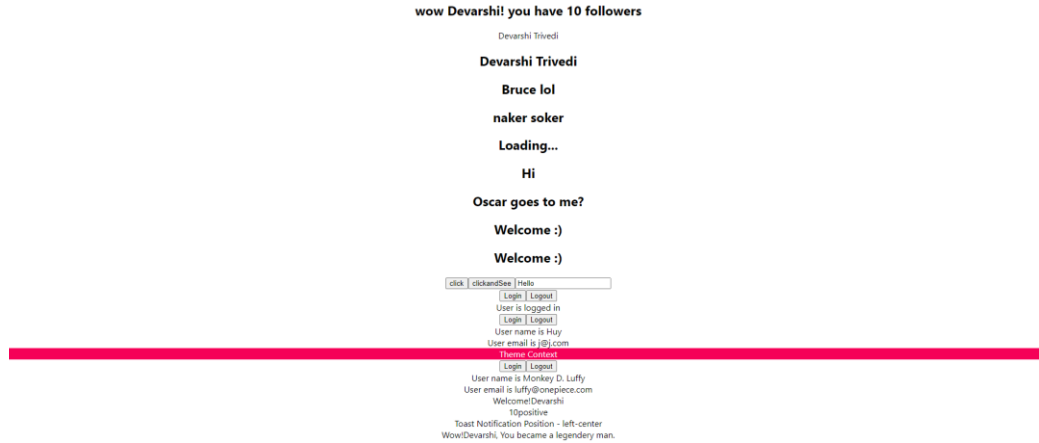 wow Devarshi! you have 10 followers
Devarshi Trivedi
Devarshi Trivedi
Bruce lol
naker soker
Loading...
Hi
Oscar goes to me?
Welcome :)
Welcome :)
click clickandSee Hello
Login Logout
User is logged in
Login Logout
User name is Huy
User email is j@j.com
Theme Context
Login Logout
User name is Monkey D. Luffy
User email is luffy@onepiece.com
Welcome!Devarshi
10positive
Toast Notification Position - left-center
Wow!Devarshi, You became a legendery man.